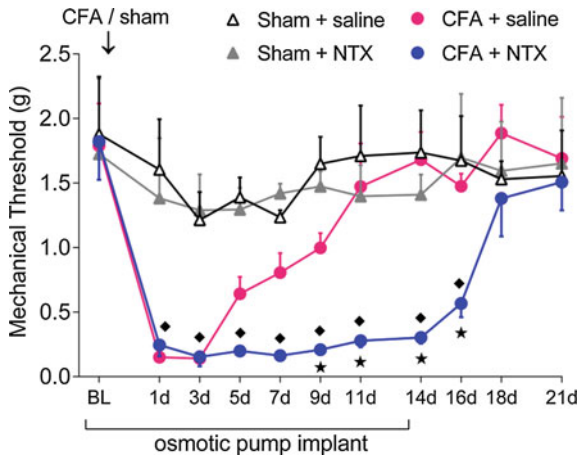 CFA / sham
Sham + saline
CFA + saline
Sham + NTX
CFA + NTX
Mechanical Threshold (g)
2.5
2.0
1.5
1.0
0.5
0.0
BL 1d 3d 5d 7d 9d 11d 14d 16d 18d 21d
osmotic pump implant